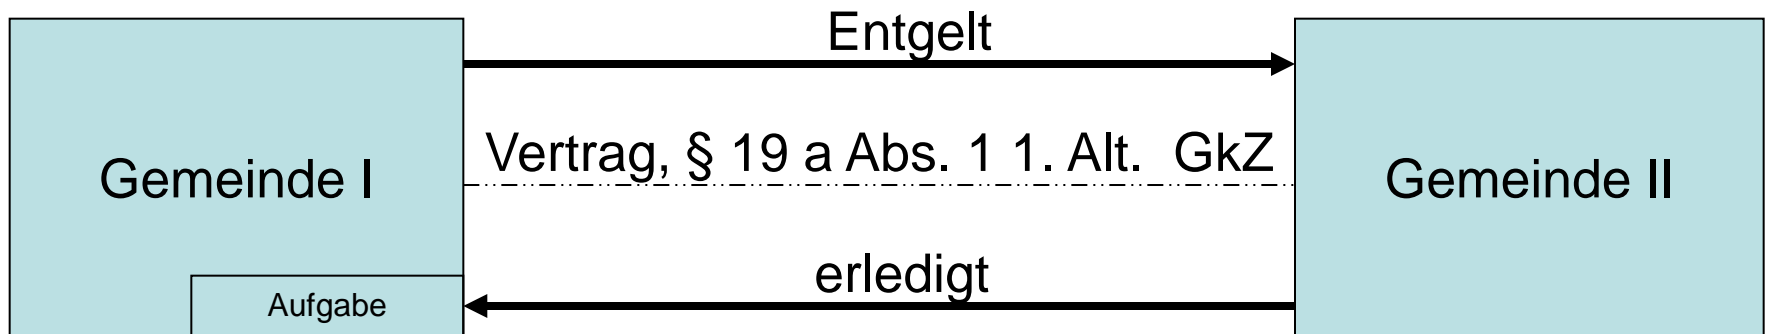 Entgelt
Vertrag, § 19 a Abs. 1 1. Alt.  GkZ
Gemeinde I
Gemeinde II
erledigt
Aufgabe